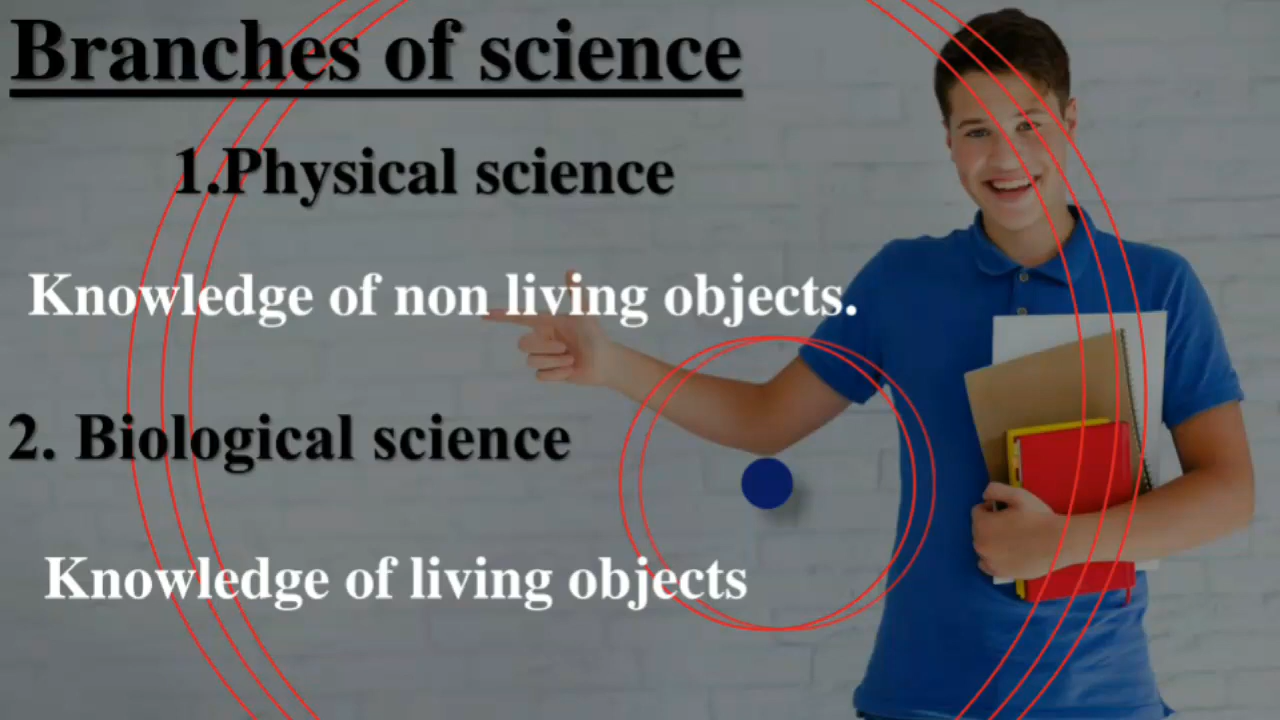 Branches of science
1.Physical science
Knowledge of non living objects.
2. Biological science
Knowledge of living objects